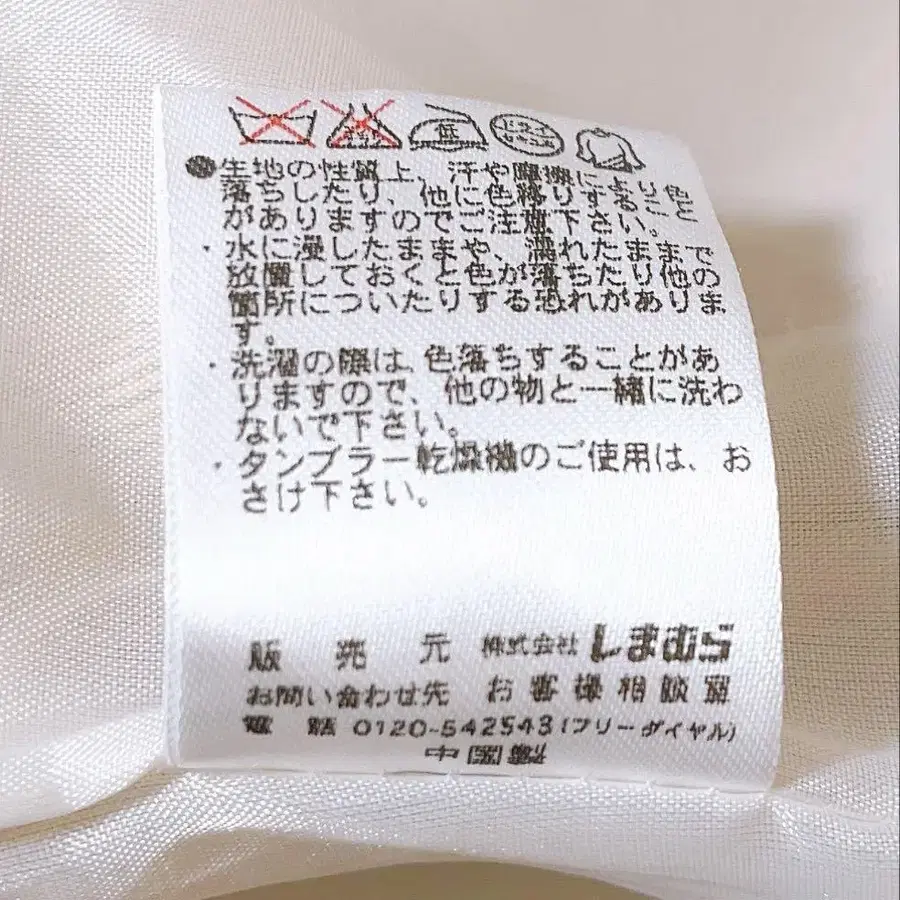 低
ドライ
●生地の性質上、汗や摩擦により色
落ちしたり、他に色移りすること
がありますのでご注意下さい。
・水に浸したままや、濡れたままで
放置しておくと色が落ちたり他の
箇所についたりする恐れがありま
す。
・洗濯の際は、色落ちすることがあ
りますので、他の物と一緒に洗わ
ないで下さい。
・タンブラー乾燥機のご使用は、お
さけ下さい。
販売元 株式会社しまむら
お問い合わせ先 お客様相談室
電話 0120-542543(フリーダイヤル)
中国